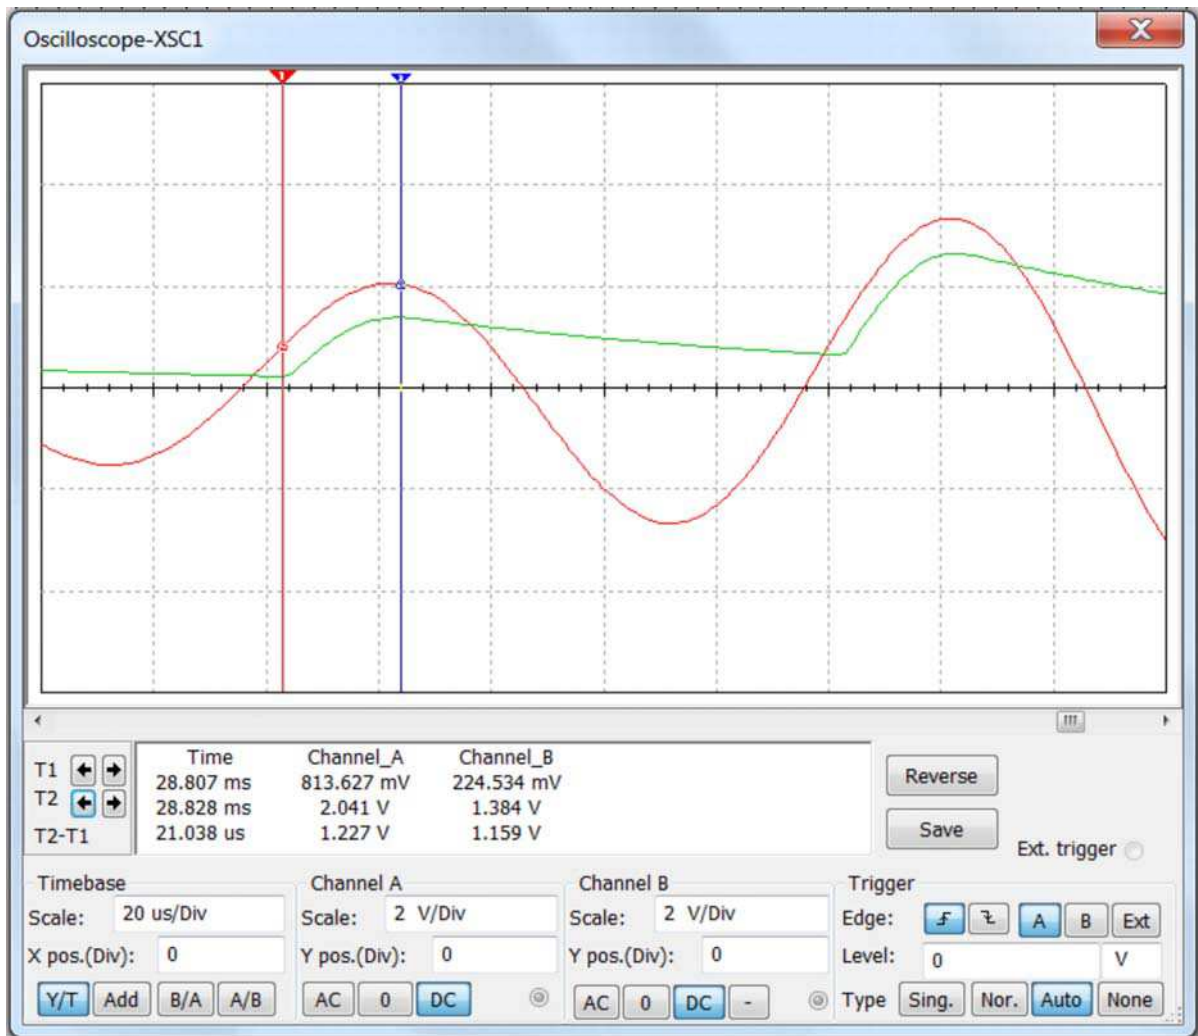 Oscilloscope-XSC1
1
2
Time Channel_A Channel_B
T1 28.807 ms 813.627 mV 224.534 mV
T2 28.828 ms 2.041 V 1.384 V
T2-T1 21.038 us 1.227 V 1.159 V
Reverse
Save
Ext. trigger
Timebase Channel A Channel B Trigger
Scale: 20 us/Div Scale: 2 V/Div Scale: 2 V/Div Edge: A B Ext
X pos.(Div): 0 Y pos.(Div): 0 Y pos.(Div): 0 Level: 0 V
Y/T Add B/A A/B AC 0 DC AC 0 DC - Type Sing. Nor. Auto None